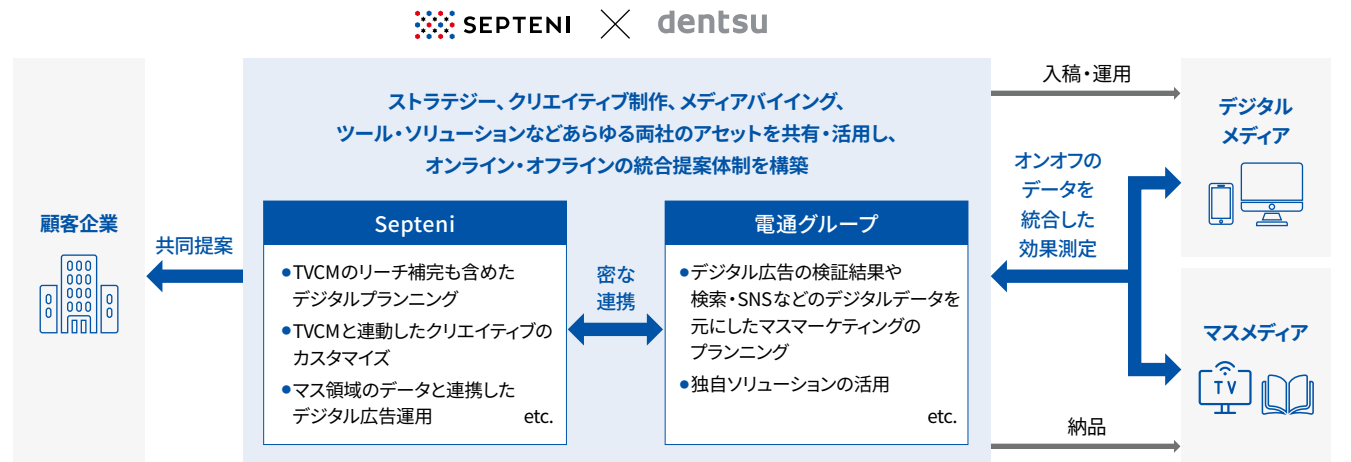 SEPTENI × dentsu
ストラテジー、クリエイティブ制作、メディアバイイング、
ツール・ソリューションなどあらゆる両社のアセットを共有・活用し、
オンライン・オフラインの統合提案体制を構築
顧客企業
共同提案
Septeni
●TVCMのリーチ補完も含めた
デジタルプランニング
●TVCMと連動したクリエイティブの
カスタマイズ
●マス領域のデータと連携した
デジタル広告運用 etc.
密な
連携
電通グループ
●デジタル広告の検証結果や
検索・SNSなどのデジタルデータを
元にしたマスマーケティングの
プランニング
●独自ソリューションの活用
etc.
入稿・運用
オンオフの
データを
統合した
効果測定
納品
デジタル
メディア
マスメディア
TV